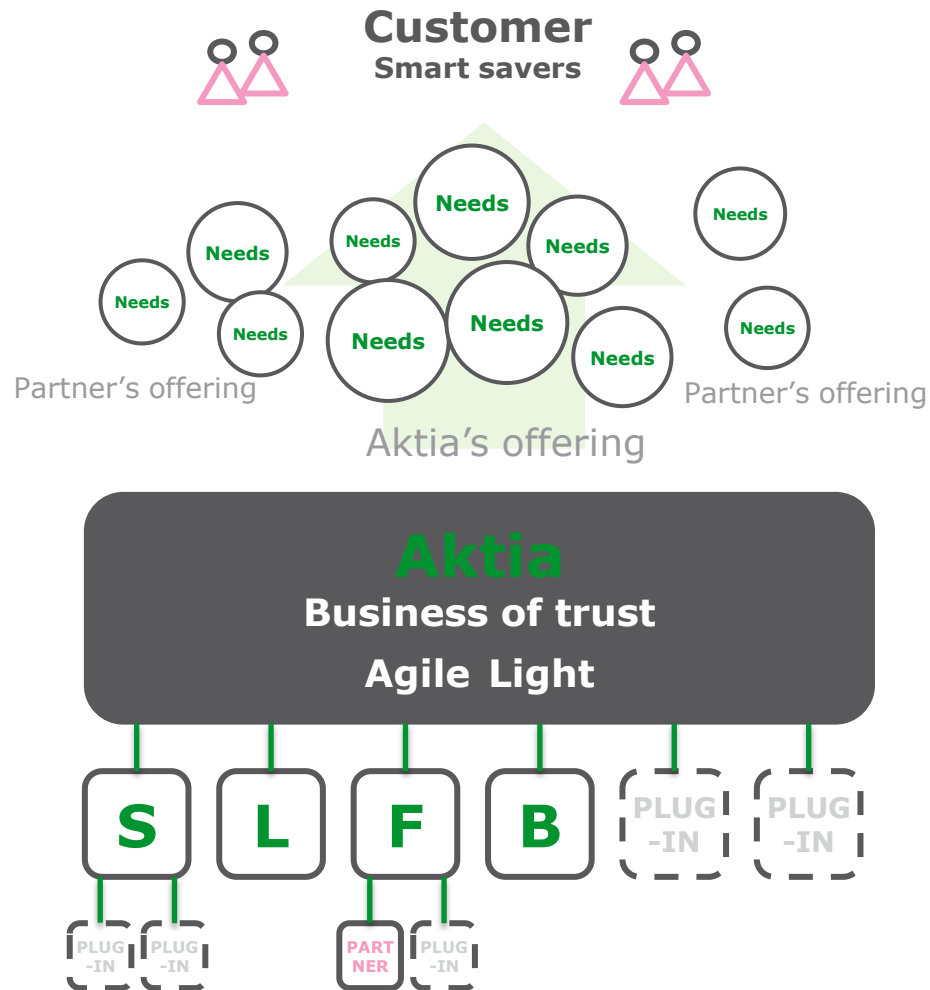 Customer
Smart savers
Needs
Needs
Needs
Needs
Needs
Needs
Needs
Needs
Needs
Needs
Needs
Needs
Partner's offering
Partner's offering
Aktia's offering
Aktia
Business of trust
Agile Light
S L F B PLUG PLUG
-IN -IN
PLUG PLUG PART PLUG
-IN -IN NER -IN